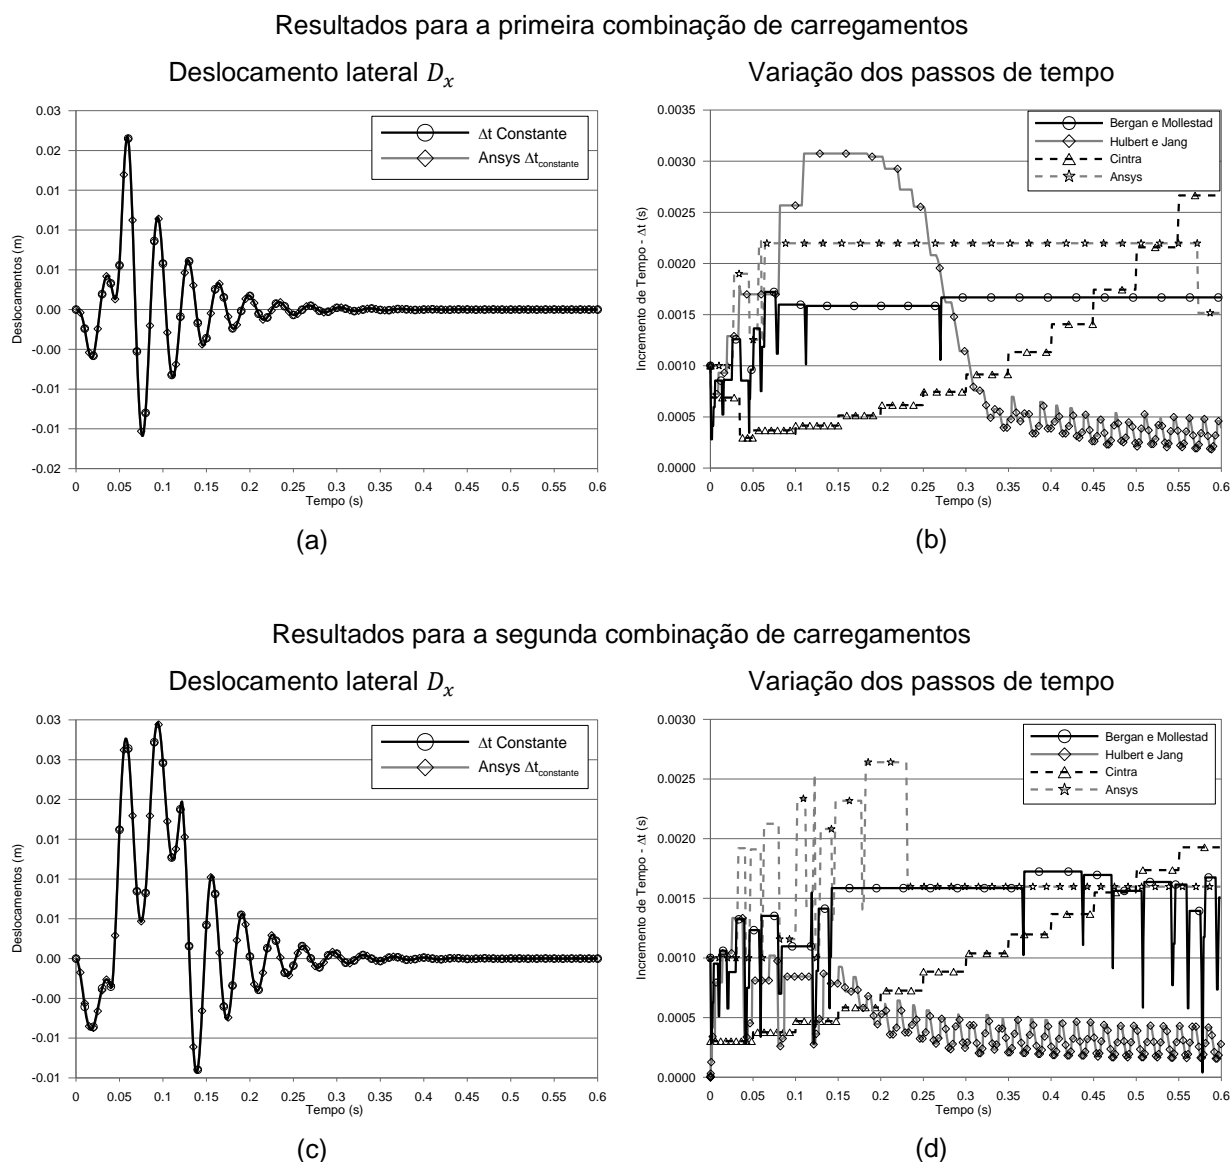 Resultados para a primeira combinação de carregamentos
Deslocamento lateral Dₓ
Variação dos passos de tempo
0.03
0.02
0.02
0.01
0.01
0.00
-0.00
-0.01
-0.01
-0.02
Deslocamentos (m)
Δt Constante
Ansys Δt constante
0 0.05 0.1 0.15 0.2 0.25 0.3 0.35 0.4 0.45 0.5 0.55 0.6
Tempo (s)
(a)
0.0035
0.0030
0.0025
0.0020
0.0015
0.0010
0.0005
0.0000
Incremento de Tempo - Δt (s)
Bergan e Mollestad
Hulbert e Jang
Cintra
Ansys
0 0.05 0.1 0.15 0.2 0.25 0.3 0.35 0.4 0.45 0.5 0.55 0.6
Tempo (s)
(b)
Resultados para a segunda combinação de carregamentos
Deslocamento lateral Dₓ
Variação dos passos de tempo
0.03
0.03
0.02
0.02
0.01
0.01
0.00
-0.00
-0.01
-0.01
Deslocamentos (m)
Δt Constante
Ansys Δt constante
0 0.05 0.1 0.15 0.2 0.25 0.3 0.35 0.4 0.45 0.5 0.55 0.6
Tempo (s)
(c)
0.0030
0.0025
0.0020
0.0015
0.0010
0.0005
0.0000
Incremento de Tempo - Δt (s)
Bergan e Mollestad
Hulbert e Jang
Cintra
Ansys
0 0.05 0.1 0.15 0.2 0.25 0.3 0.35 0.4 0.45 0.5 0.55 0.6
Tempo (s)
(d)